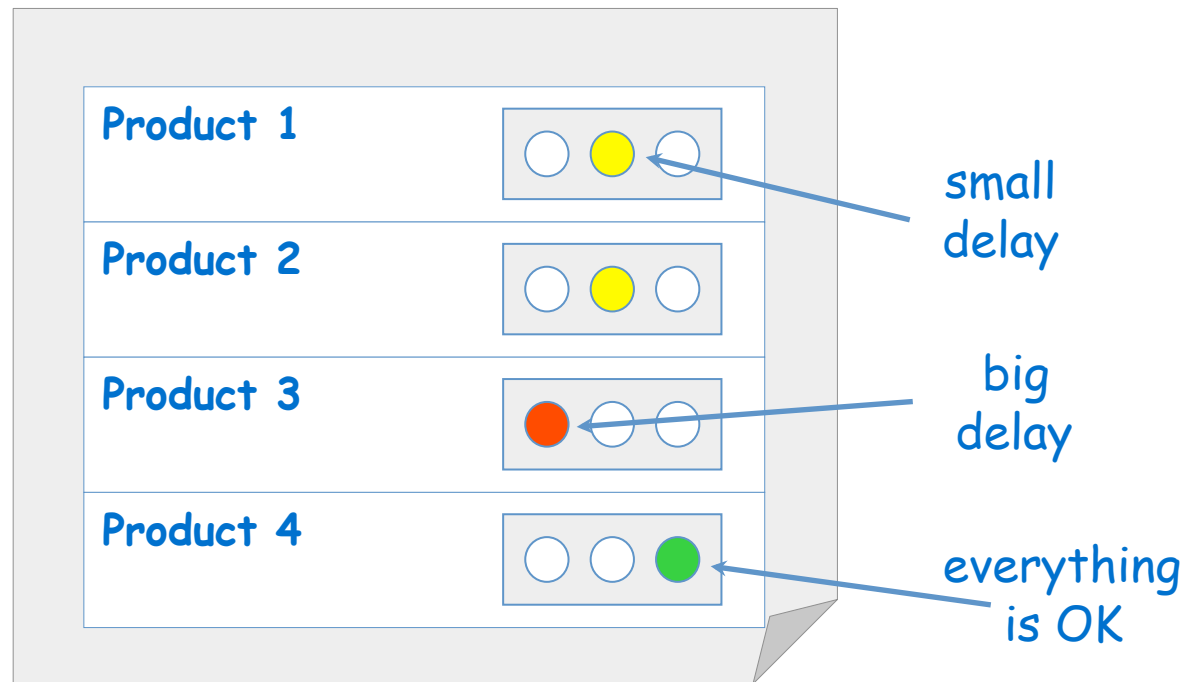 Product 1
small
delay
Product 2
Product 3
big
delay
Product 4
everything
is OK